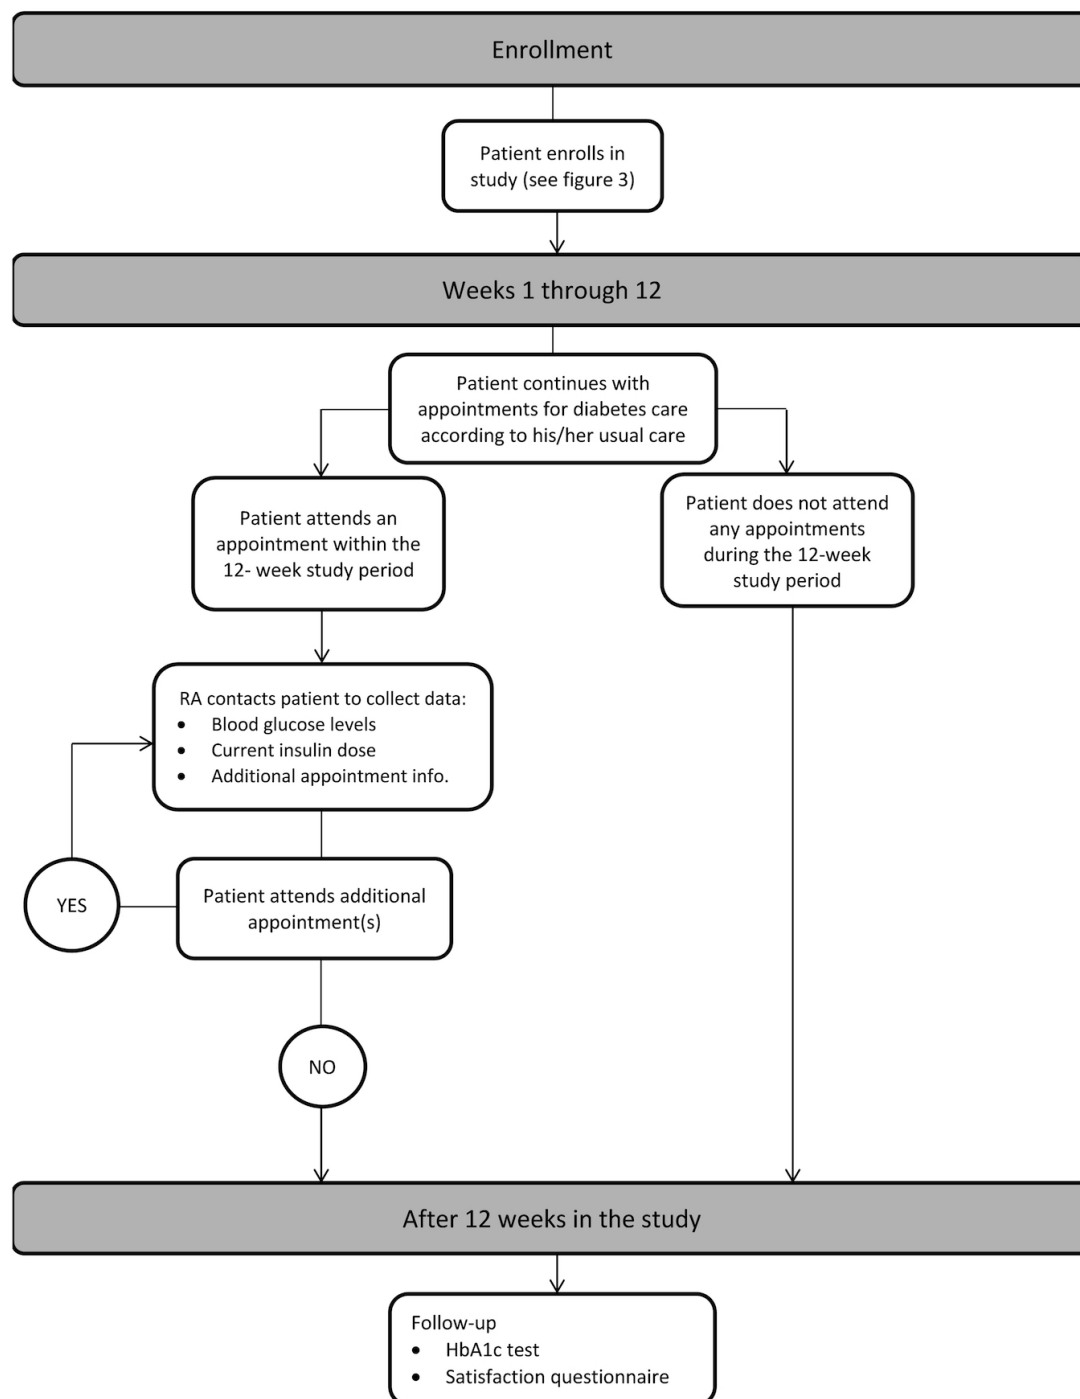 Enrollment
Patient enrolls in
study (see figure 3)
Weeks 1 through 12
Patient continues with
appointments for diabetes care
according to his/her usual care
Patient attends an
appointment within the
12- week study period
Patient does not attend
any appointments
during the 12-week
study period
RA contacts patient to collect data:
• Blood glucose levels
• Current insulin dose
• Additional appointment info.
YES
Patient attends additional
appointment(s)
NO
After 12 weeks in the study
Follow-up
• HbA1c test
• Satisfaction questionnaire